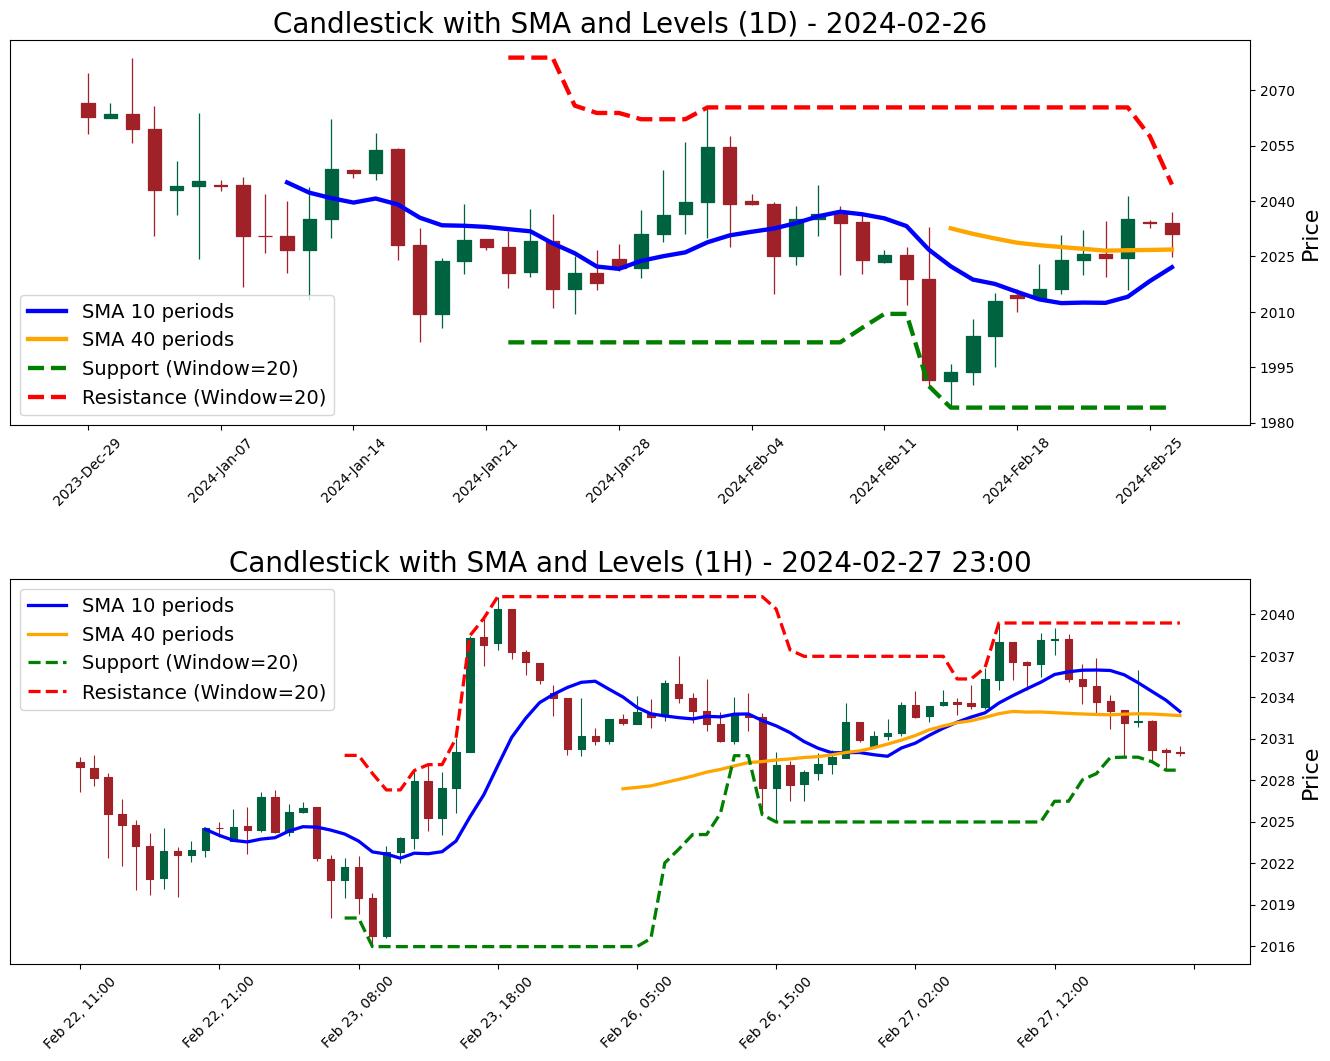 Candlestick with SMA and Levels (1D) - 2024-02-26
2070
2055
2040
2025
2010
1995
1980
Price
SMA 10 periods
SMA 40 periods
Support (Window=20)
Resistance (Window=20)
2023-Dec-29
2024-Jan-07
2024-Jan-14
2024-Jan-21
2024-Jan-28
2024-Feb-04
2024-Feb-11
2024-Feb-18
2024-Feb-25
Candlestick with SMA and Levels (1H) - 2024-02-27 23:00
SMA 10 periods
SMA 40 periods
Support (Window=20)
Resistance (Window=20)
2040
2037
2034
2031
2028
2025
2022
2019
2016
Price
Feb 22, 11:00
Feb 22, 21:00
Feb 23, 08:00
Feb 23, 18:00
Feb 26, 05:00
Feb 26, 15:00
Feb 27, 02:00
Feb 27, 12:00